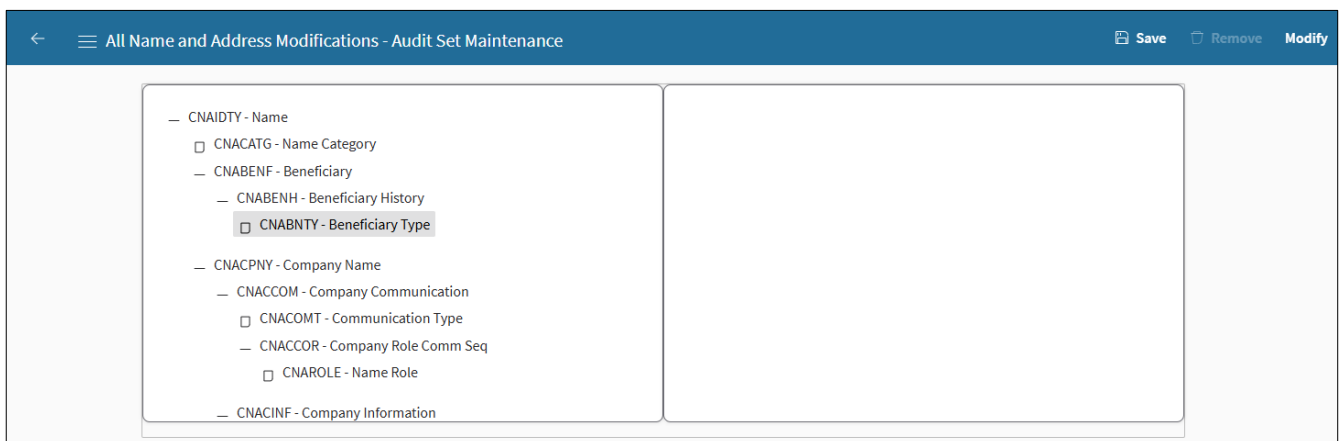 All Name and Address Modifications - Audit Set Maintenance Save Remove Modify
CNAIDTY - Name
CNACATG - Name Category
CNABENF - Beneficiary
CNABENH - Beneficiary History
CNABNTY - Beneficiary Type
CNACPNY - Company Name
CNACCOM - Company Communication
CNACOMT - Communication Type
CNACCOR - Company Role Comm Seq
CNAROLE - Name Role
CNACINF - Company Information